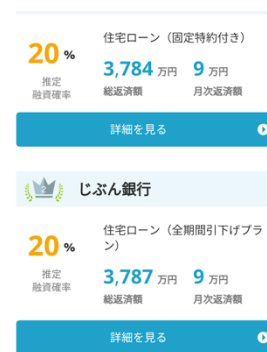 住宅ローン（固定特約付き）
20 %
推定
融資確率
3,784 万円
総返済額
9 万円
月次返済額
詳細を見る
2
じぶん銀行
住宅ローン（全期間引下げプラ
ン）
20 %
推定
融資確率
3,787 万円
総返済額
9 万円
月次返済額
詳細を見る